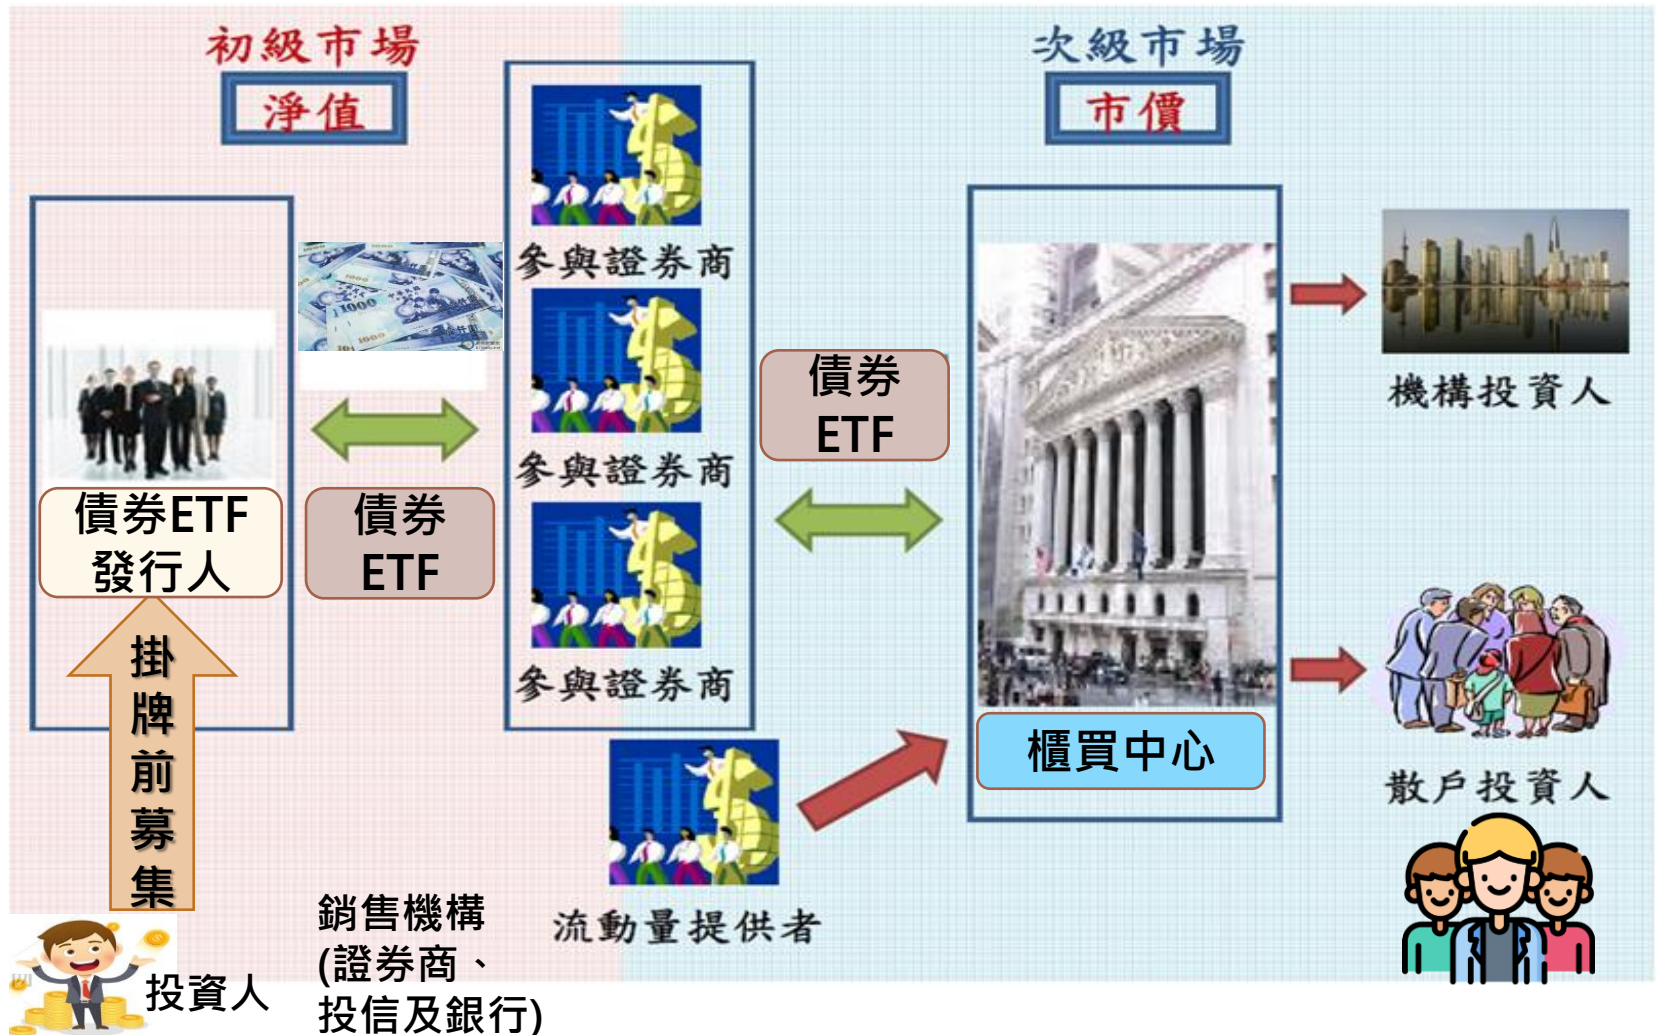 初級市場
淨值
次級市場
市價
參與證券商
參與證券商
參與證券商
1000
1000
債券ETF
發行人
債券
ETF
債券
ETF
櫃買中心
機構投資人
散戶投資人
掛
牌
前
募
集
流動量提供者
投資人
銷售機構
(證券商、
投信及銀行)